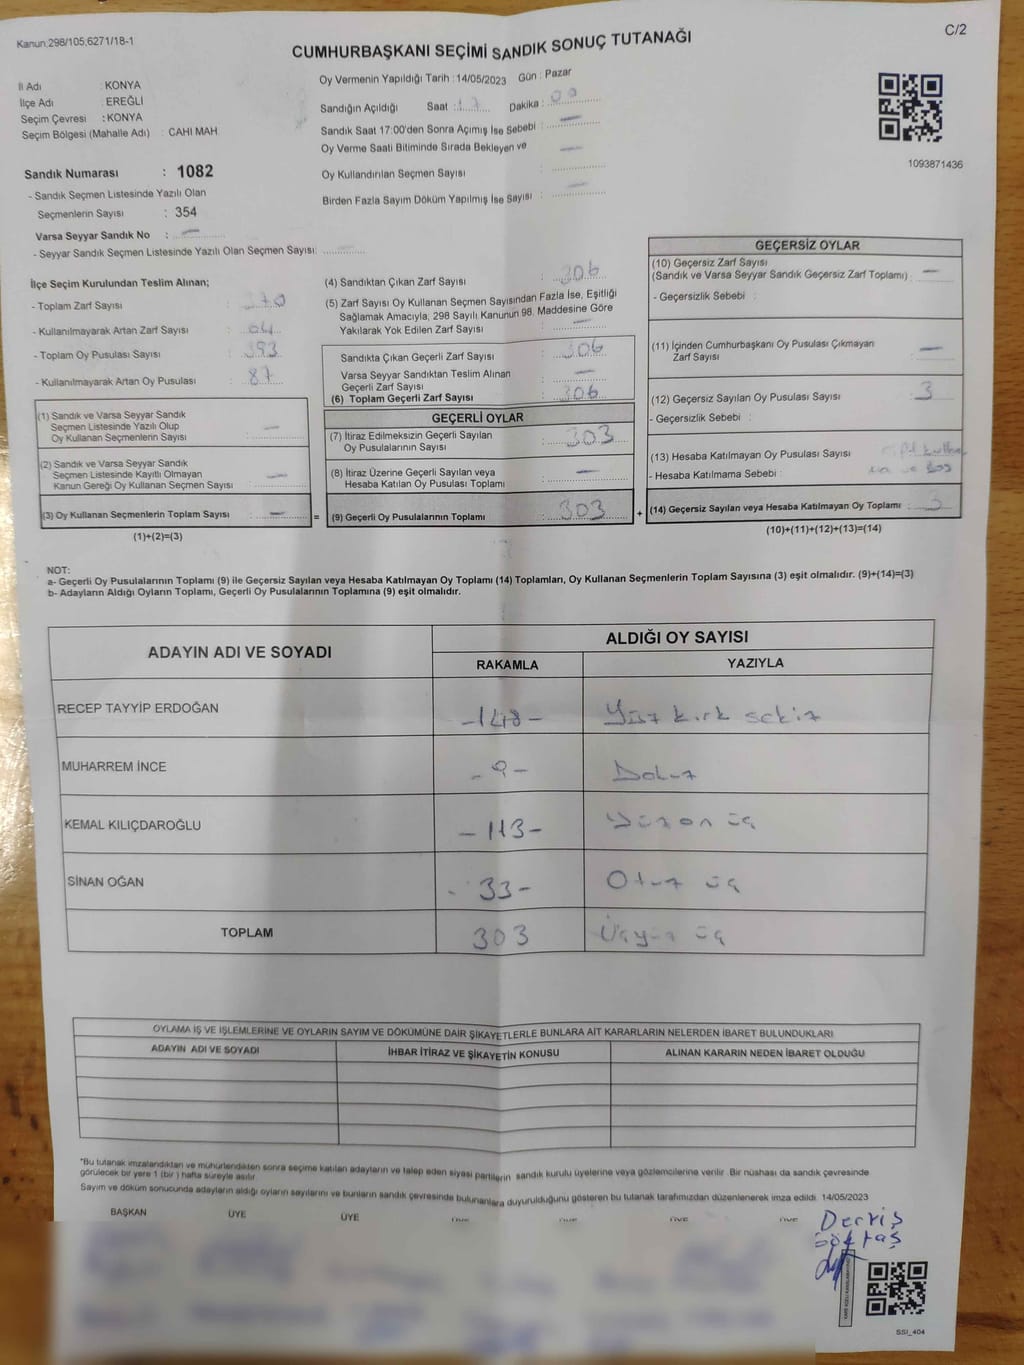 Kanun.298/105,6271/18-1
C/2
CUMHURBAŞKANI SEÇİMİ SANDIK SONUÇ TUTANAĞI
İl Adı : KONYA
İlçe Adı : EREĞLİ
Seçim Çevresi : KONYA
Seçim Bölgesi (Mahalle Adı) : CAHI MAH
Sandık Numarası : 1082
- Sandık Seçmen Listesinde Yazılı Olan
Seçmenlerin Sayısı : 354
Varsa Seyyar Sandık No : —
- Seyyar Sandık Seçmen Listesinde Yazılı Olan Seçmen Sayısı: —
Oy Vermenin Yapıldığı Tarih : 14/05/2023 Gün : Pazar
Sandığın Açıldığı Saat : 17 Dakika : 00
Sandık Saat 17:00'den Sonra Açımış İse Sebebi : —
Oy Verme Saati Bitiminde Sırada Bekleyen ve —
Oy Kullandırılan Seçmen Sayısı :
Birden Fazla Sayım Döküm Yapılmış İse Sayısı : —
1093871436
İlçe Seçim Kurulundan Teslim Alınan;
- Toplam Zarf Sayısı : 370
- Kullanılmayarak Artan Zarf Sayısı : 64
- Toplam Oy Pusulası Sayısı : 393
- Kullanılmayarak Artan Oy Pusulası : 87
(1) Sandık ve Varsa Seyyar Sandık
Seçmen Listesinde Yazılı Olup
Oy Kullanan Seçmenlerin Sayısı : —
(2) Sandık ve Varsa Seyyar Sandık
Seçmen Listesinde Kayıtlı Olmayan
Kanun Gereği Oy Kullanan Seçmen Sayısı : —
(3) Oy Kullanan Seçmenlerin Toplam Sayısı : — =
(1)+(2)=(3)
(4) Sandıktan Çıkan Zarf Sayısı : 306
(5) Zarf Sayısı Oy Kullanan Seçmen Sayısından Fazla İse, Eşitliği
Sağlamak Amacıyla; 298 Sayılı Kanunun 98. Maddesine Göre
Yakılarak Yok Edilen Zarf Sayısı : —
Sandıkta Çıkan Geçerli Zarf Sayısı : 306
Varsa Seyyar Sandıktan Teslim Alınan
Geçerli Zarf Sayısı : —
(6) Toplam Geçerli Zarf Sayısı : 306
GEÇERLİ OYLAR
(7) İtiraz Edilmeksizin Geçerli Sayılan
Oy Pusulalarının Sayısı : 303
(8) İtiraz Üzerine Geçerli Sayılan veya
Hesaba Katılan Oy Pusulası Toplamı : —
(9) Geçerli Oy Pusulalarının Toplamı : 303 +
GEÇERSİZ OYLAR
(10) Geçersiz Zarf Sayısı
(Sandık ve Varsa Seyyar Sandık Geçersiz Zarf Toplamı) : —
- Geçersizlik Sebebi :
(11) İçinden Cumhurbaşkanı Oy Pusulası Çıkmayan
Zarf Sayısı : —
(12) Geçersiz Sayılan Oy Pusulası Sayısı : 3
- Geçersizlik Sebebi :
(13) Hesaba Katılmayan Oy Pusulası Sayısı :
- Hesaba Katılmama Sebebi : ve Boş
(14) Geçersiz Sayılan veya Hesaba Katılmayan Oy Toplamı : 3
(10)+(11)+(12)+(13)=(14)
NOT:
a- Geçerli Oy Pusulalarının Toplamı (9) ile Geçersiz Sayılan veya Hesaba Katılmayan Oy Toplamı (14) Toplamları, Oy Kullanan Seçmenlerin Toplam Sayısına (3) eşit olmalıdır. (9)+(14)=(3)
b- Adayların Aldığı Oyların Toplamı, Geçerli Oy Pusulalarının Toplamına (9) eşit olmalıdır.
ADAYIN ADI VE SOYADI
ALDIĞI OY SAYISI
RAKAMLA YAZIYLA
RECEP TAYYİP ERDOĞAN -148- Yüz kırk sekiz
MUHARREM İNCE -9- Dokuz
KEMAL KILIÇDAROĞLU -113- Yüz on üç
SİNAN OĞAN -33- Otuz üç
TOPLAM 303 Üçyüz üç
OYLAMA İŞ VE İŞLEMLERİNE VE OYLARIN SAYIM VE DÖKÜMÜNE DAİR ŞİKAYETLERLE BUNLARA AİT KARARLARIN NELERDEN İBARET BULUNDUKLARI
ADAYIN ADI VE SOYADI İHBAR İTİRAZ VE ŞİKAYETİN KONUSU ALINAN KARARIN NEDEN İBARET OLDUĞU
*Bu tutanak imzalandıktan ve mühürlendikten sonra seçime katılan adayların ve talep eden siyasi partilerin sandık kurulu üyelerine veya gözlemcilerine verilir. Bir nüshası da sandık çevresinde
görülecek bir yere 1 (bir ) hafta süreyle asılır.
Sayım ve döküm sonucunda adayların aldığı oyların sayılarını ve bunların sandık çevresinde bulunanlara duyurulduğunu gösteren bu tutanak tarafımızdan düzenlenerek imza edildi. 14/05/2023
BAŞKAN ÜYE ÜYE ÜYE ÜYE ÜYE ÜYE
Derviş
Göktaş
SSI_404